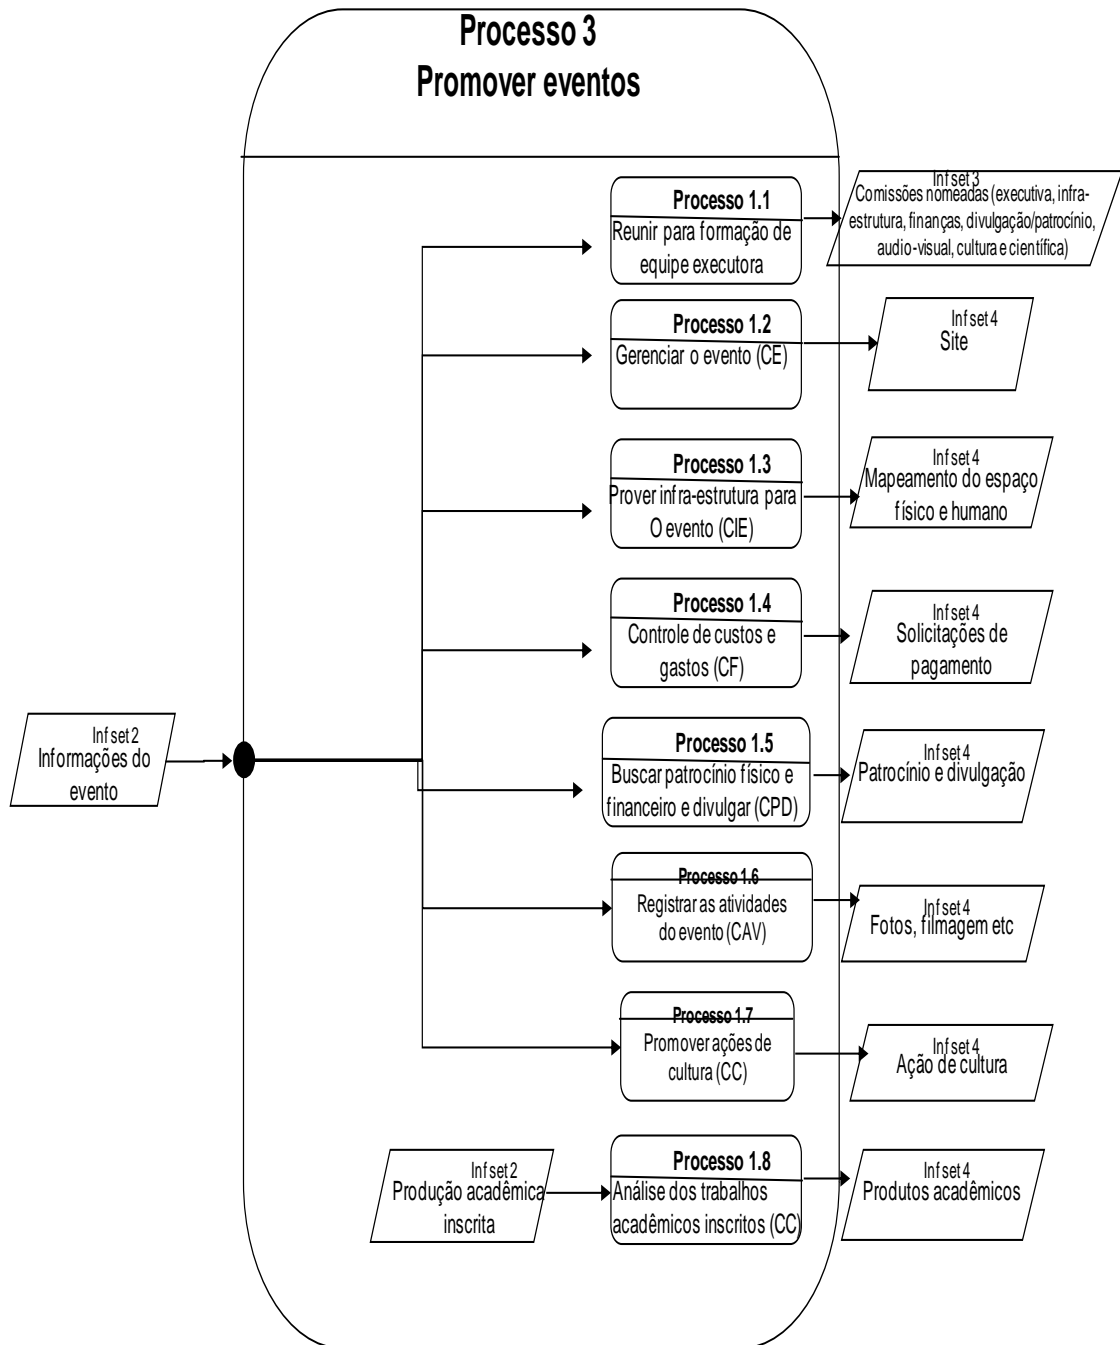 Processo 3
Promover eventos
Processo 1.1
Reunir para formação de
equipe executora
Inf set 3
Comissões nomeadas (executiva, infra-
estrutura, finanças, divulgação/patrocínio,
audio-visual, cultura e científica)
Processo 1.2
Gerenciar o evento (CE)
Inf set 4
Site
Processo 1.3
Prover infra-estrutura para
O evento (CIE)
Inf set 4
Mapeamento do espaço
físico e humano
Processo 1.4
Controle de custos e
gastos (CF)
Inf set 4
Solicitações de
pagamento
Inf set 2
Informações do
evento
Processo 1.5
Buscar patrocínio físico e
financeiro e divulgar (CPD)
Inf set 4
Patrocínio e divulgação
Processo 1.6
Registrar as atividades
do evento (CAV)
Inf set 4
Fotos, filmagem etc
Processo 1.7
Promover ações de
cultura (CC)
Inf set 4
Ação de cultura
Inf set 2
Produção acadêmica
inscrita
Processo 1.8
Análise dos trabalhos
acadêmicos inscritos (CC)
Inf set 4
Produtos acadêmicos